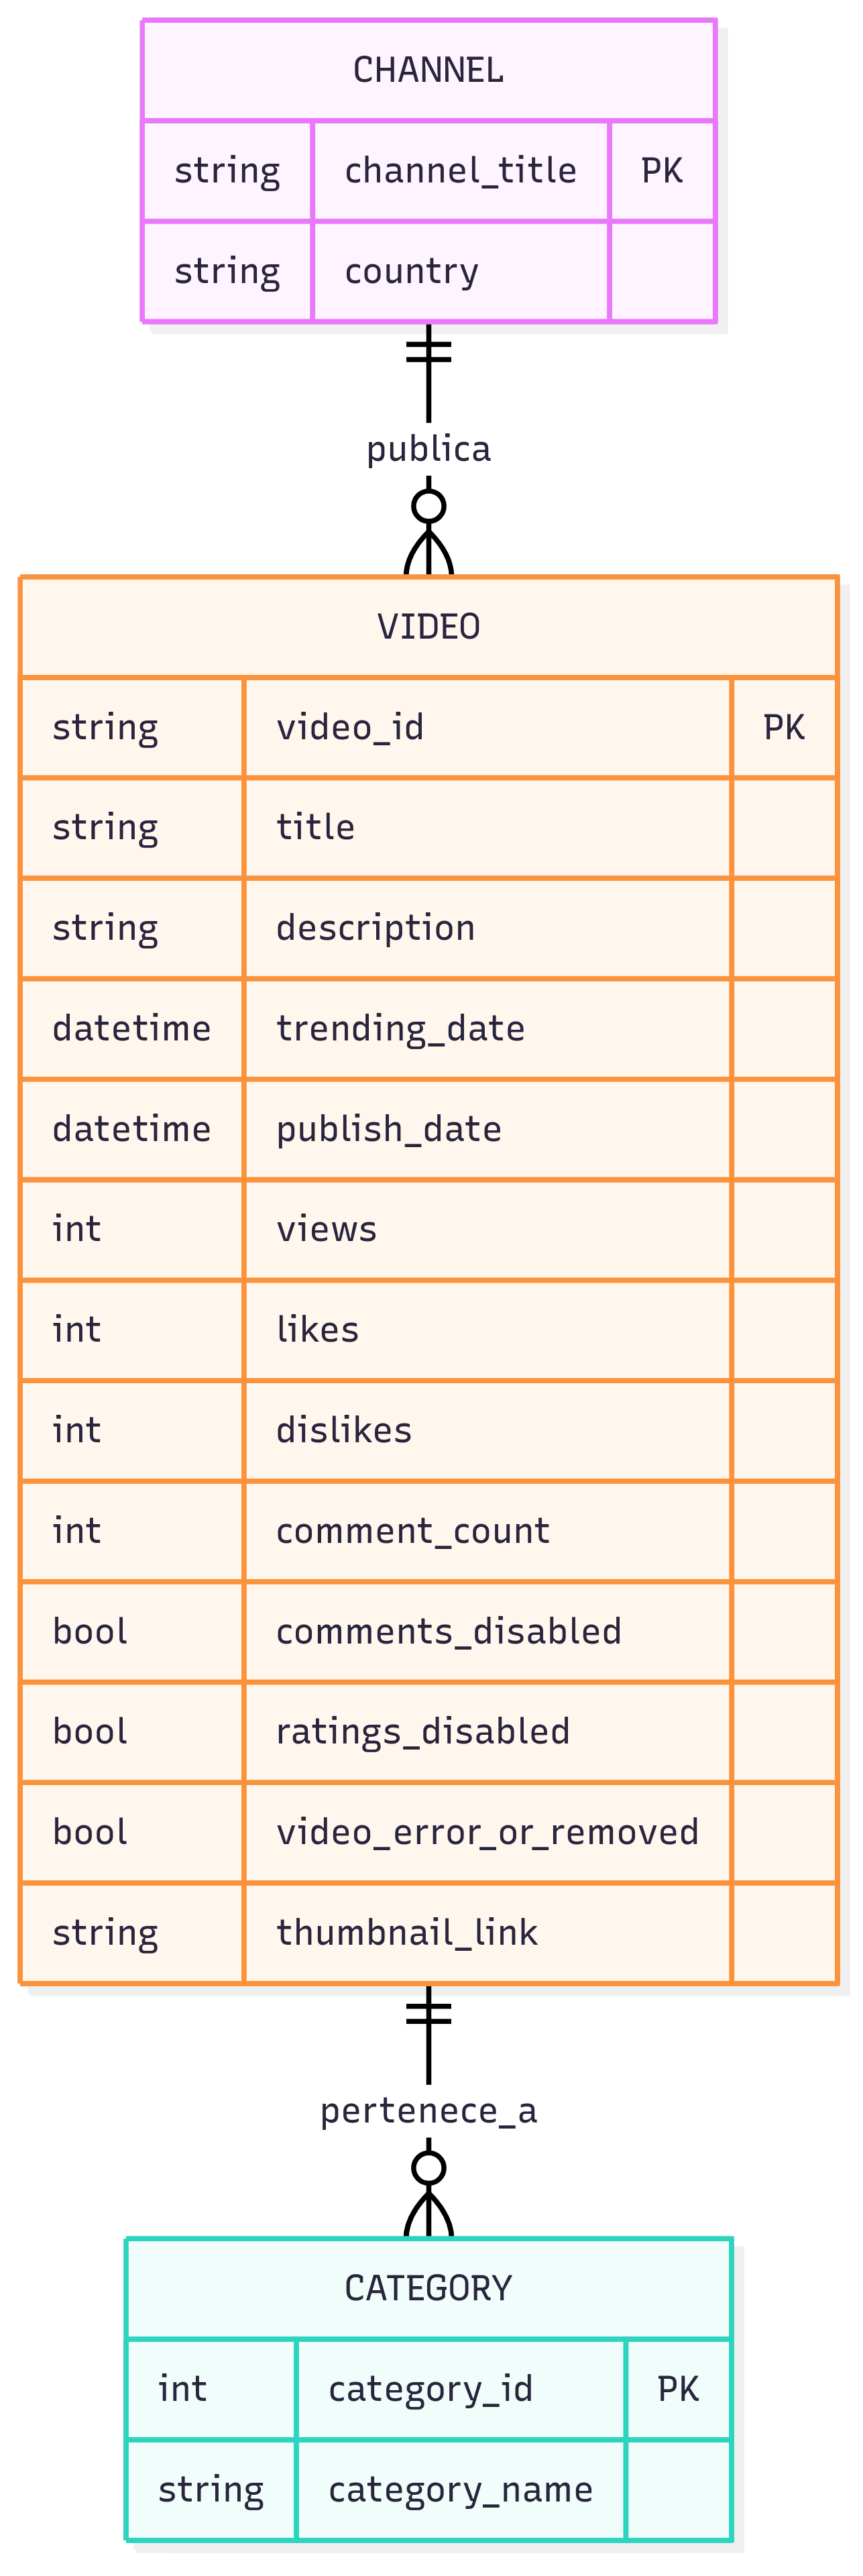 CHANNEL
string channel_title PK
string country
publica
VIDEO
string video_id PK
string title
string description
datetime trending_date
datetime publish_date
int views
int likes
int dislikes
int comment_count
bool comments_disabled
bool ratings_disabled
bool video_error_or_removed
string thumbnail_link
pertenece_a
CATEGORY
int category_id PK
string category_name